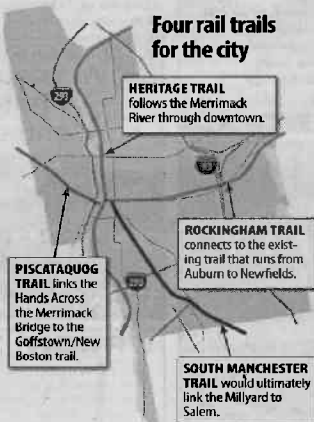 Four rail trails
for the city
293
HERITAGE TRAIL
follows the Merrimack
River through downtown.
ROCKINGHAM TRAIL
connects to the exist-
ing trail that runs from
Auburn to Newfields.
PISCATAQUOG
TRAIL links the
Hands Across
the Merrimack
Bridge to the
Goffstown/New
Boston trail.
SOUTH MANCHESTER
TRAIL would ultimately
link the Millyard to
Salem.